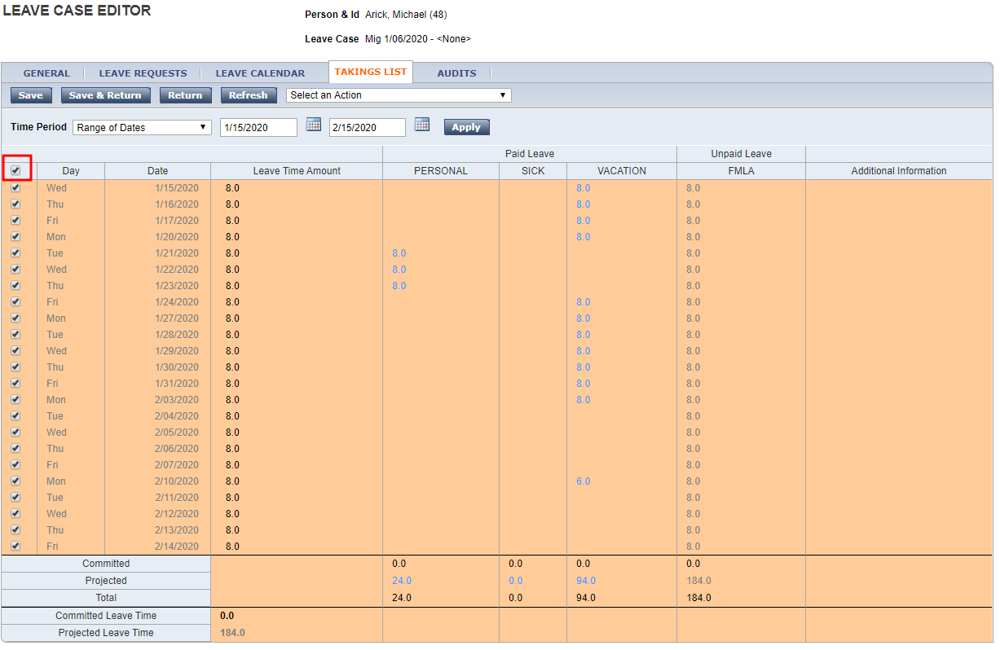 LEAVE CASE EDITOR
Person & Id Arick, Michael (48)
Leave Case Mig 1/06/2020 - <None>
GENERAL LEAVE REQUESTS LEAVE CALENDAR TAKINGS LIST AUDITS
Save Save & Return Return Refresh Select an Action
Time Period Range of Dates 1/15/2020 2/15/2020 Apply
Paid Leave Unpaid Leave
Day Date Leave Time Amount PERSONAL SICK VACATION FMLA Additional Information
Wed 1/15/2020 8.0 8.0 8.0
Thu 1/16/2020 8.0 8.0 8.0
Fri 1/17/2020 8.0 8.0 8.0
Mon 1/20/2020 8.0 8.0 8.0
Tue 1/21/2020 8.0 8.0 8.0
Wed 1/22/2020 8.0 8.0 8.0
Thu 1/23/2020 8.0 8.0 8.0
Fri 1/24/2020 8.0 8.0 8.0
Mon 1/27/2020 8.0 8.0 8.0
Tue 1/28/2020 8.0 8.0 8.0
Wed 1/29/2020 8.0 8.0 8.0
Thu 1/30/2020 8.0 8.0 8.0
Fri 1/31/2020 8.0 8.0 8.0
Mon 2/03/2020 8.0 8.0 8.0
Tue 2/04/2020 8.0 8.0
Wed 2/05/2020 8.0 8.0
Thu 2/06/2020 8.0 8.0
Fri 2/07/2020 8.0 8.0
Mon 2/10/2020 8.0 6.0 8.0
Tue 2/11/2020 8.0 8.0
Wed 2/12/2020 8.0 8.0
Thu 2/13/2020 8.0 8.0
Fri 2/14/2020 8.0 8.0
Committed 0.0 0.0 0.0 0.0
Projected 24.0 0.0 94.0 184.0
Total 24.0 0.0 94.0 184.0
Committed Leave Time 0.0
Projected Leave Time 184.0